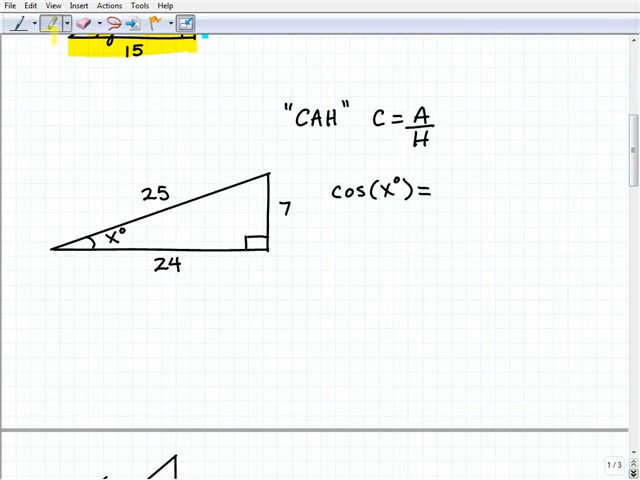 File Edit View Insert Actions Tools Help
15
"CAH" C = A/H
25
cos(x°) =
7
x°
24
1 / 3